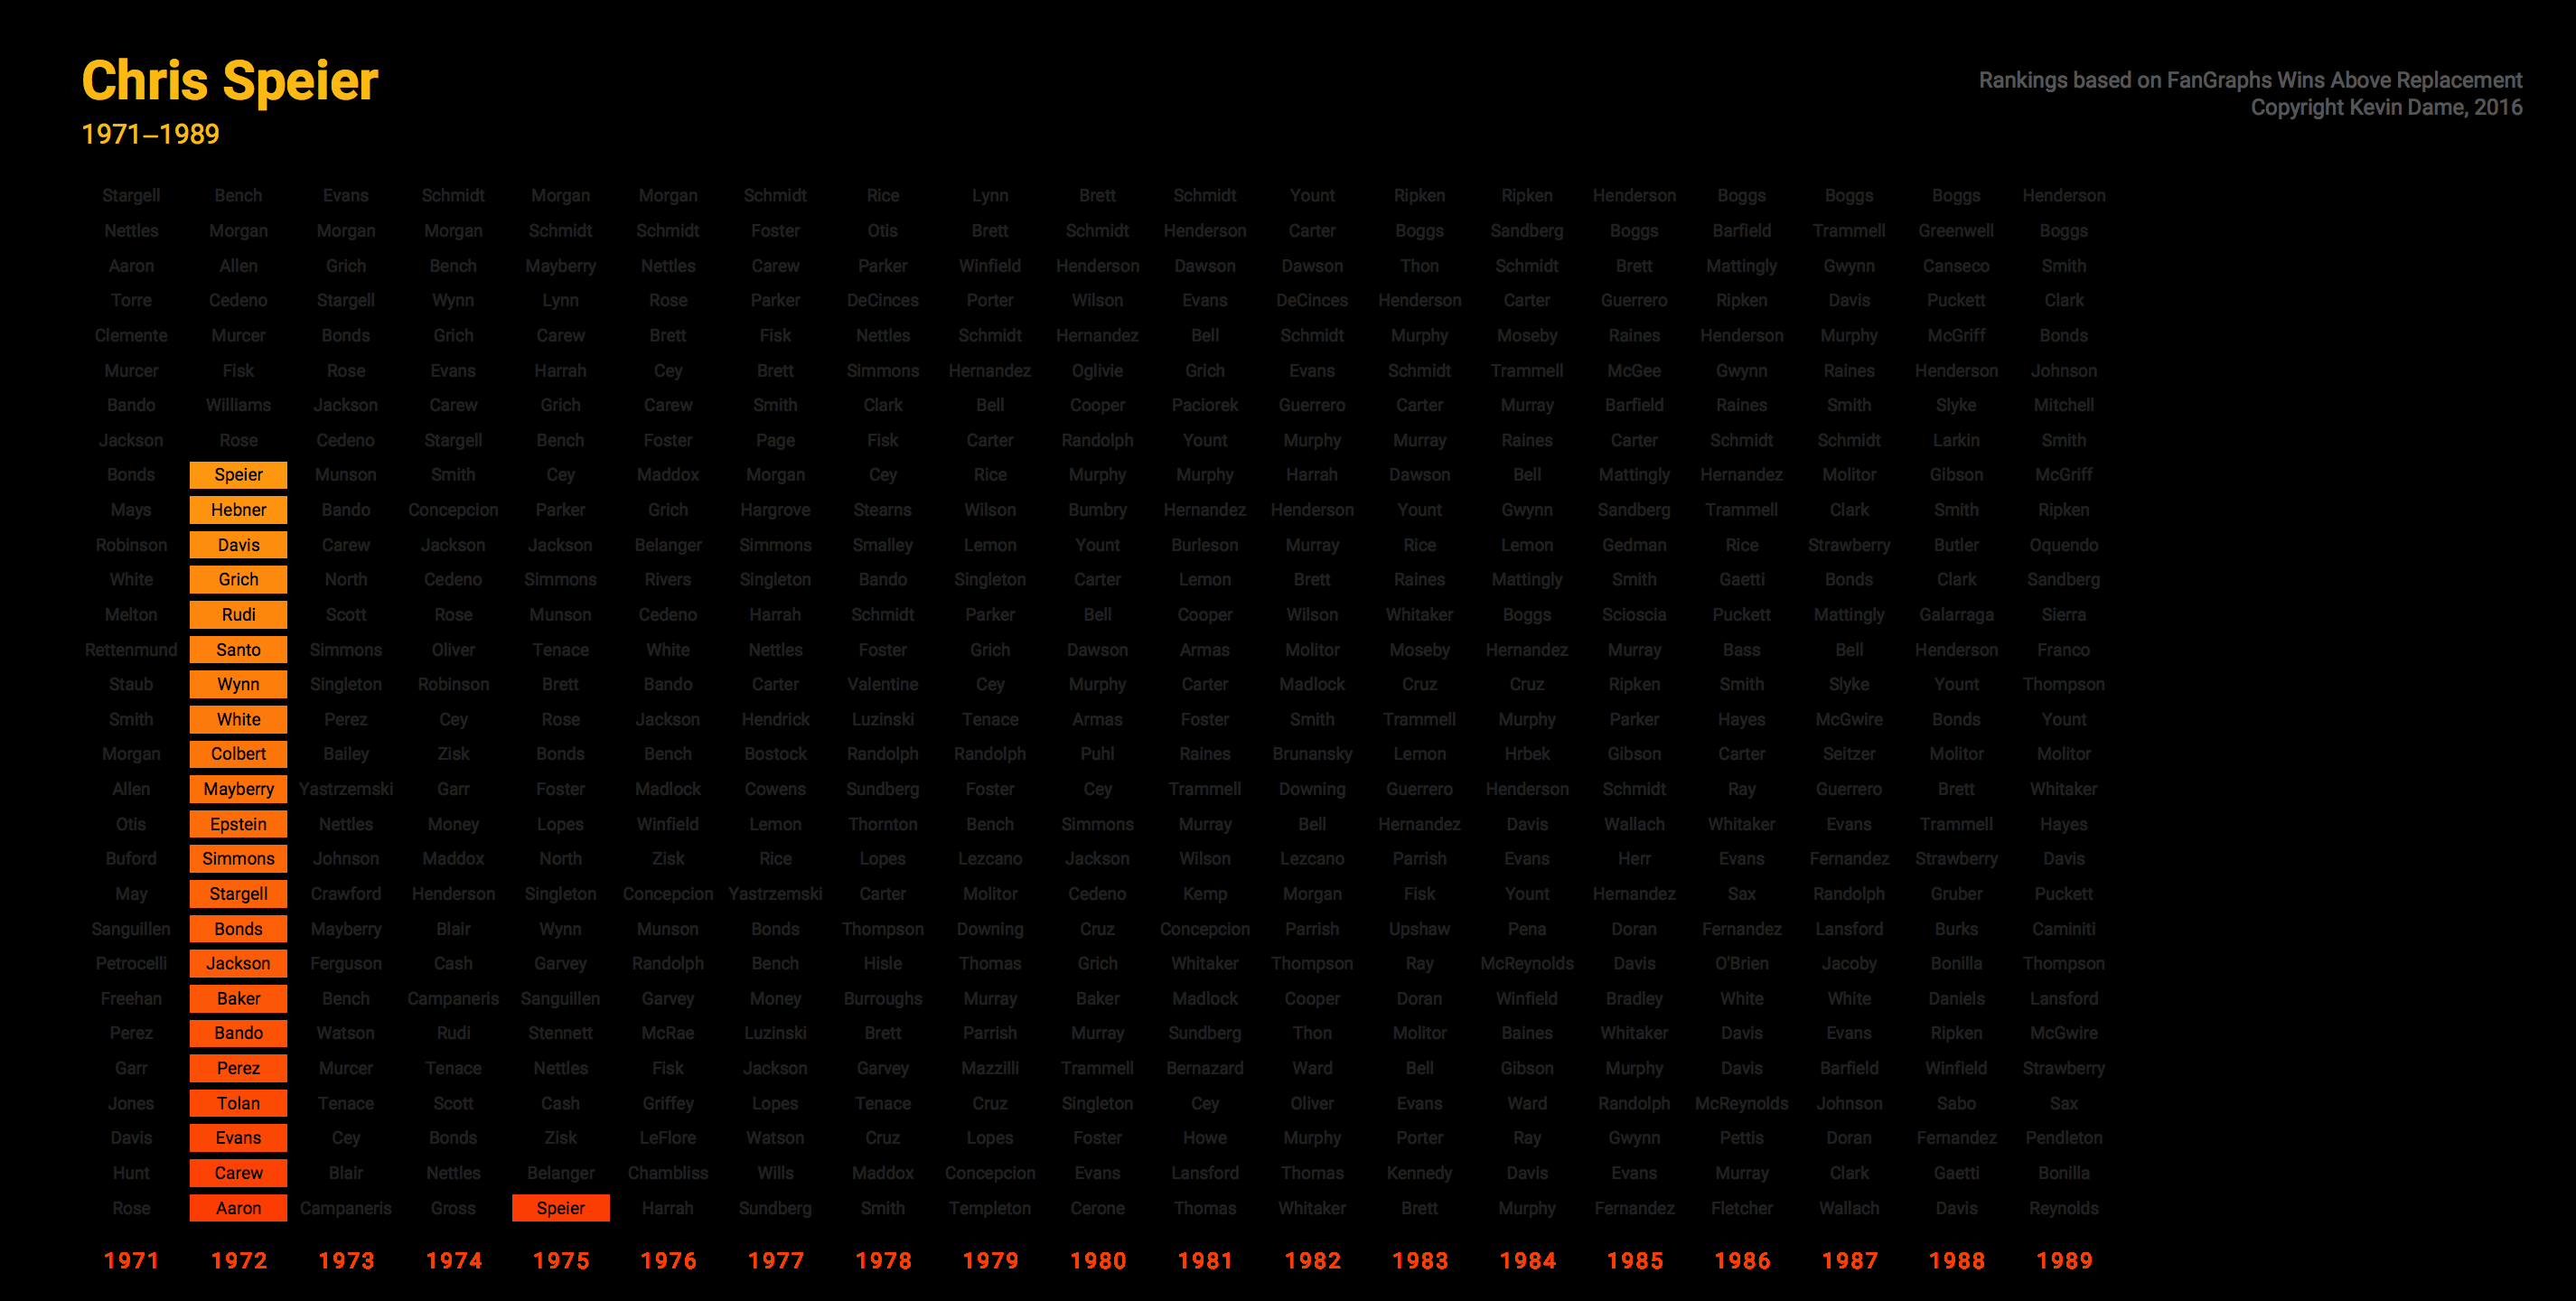 Chris Speier
1971–1989
Rankings based on FanGraphs Wins Above Replacement
Copyright Kevin Dame, 2016
Stargell Bench Evans Schmidt Morgan Morgan Schmidt Rice Lynn Brett Schmidt Yount Ripken Ripken Henderson Boggs Boggs Boggs Henderson
Nettles Morgan Morgan Morgan Schmidt Schmidt Foster Otis Brett Schmidt Henderson Carter Boggs Sandberg Boggs Barfield Trammell Greenwell Boggs
Aaron Allen Grich Bench Mayberry Nettles Carew Parker Winfield Henderson Dawson Dawson Thon Schmidt Brett Mattingly Gwynn Canseco Smith
Torre Cedeno Stargell Wynn Lynn Rose Parker DeCinces Porter Wilson Evans DeCinces Henderson Carter Guerrero Ripken Davis Puckett Clark
Clemente Murcer Bonds Grich Carew Brett Fisk Nettles Schmidt Hernandez Bell Schmidt Murphy Moseby Raines Henderson Murphy McGriff Bonds
Murcer Fisk Rose Evans Harrah Cey Brett Simmons Hernandez Oglivie Grich Evans Schmidt Trammell McGee Gwynn Raines Henderson Johnson
Bando Williams Jackson Carew Grich Carew Smith Clark Bell Cooper Paciorek Guerrero Carter Murray Barfield Raines Smith Slyke Mitchell
Jackson Rose Cedeno Stargell Bench Foster Page Fisk Carter Randolph Yount Murphy Murray Raines Carter Schmidt Schmidt Larkin Smith
Bonds Speier Munson Smith Cey Maddox Morgan Cey Rice Murphy Murphy Harrah Dawson Bell Mattingly Hernandez Molitor Gibson McGriff
Mays Hebner Bando Concepcion Parker Grich Hargrove Stearns Wilson Bumbry Hernandez Henderson Yount Gwynn Sandberg Trammell Clark Smith Ripken
Robinson Davis Carew Jackson Jackson Belanger Simmons Smalley Lemon Yount Burleson Murray Rice Lemon Gedman Rice Strawberry Butler Oquendo
White Grich North Cedeno Simmons Rivers Singleton Bando Singleton Carter Lemon Brett Raines Mattingly Smith Gaetti Bonds Clark Sandberg
Melton Rudi Scott Rose Munson Cedeno Harrah Schmidt Parker Bell Cooper Wilson Whitaker Boggs Scioscia Puckett Mattingly Galarraga Sierra
Rettenmund Santo Simmons Oliver Tenace White Nettles Foster Grich Dawson Armas Molitor Moseby Hernandez Murray Bass Bell Henderson Franco
Staub Wynn Singleton Robinson Brett Bando Carter Valentine Cey Murphy Carter Madlock Cruz Cruz Ripken Smith Slyke Yount Thompson
Smith White Perez Cey Rose Jackson Hendrick Luzinski Tenace Armas Foster Smith Trammell Murphy Parker Hayes McGwire Bonds Yount
Morgan Colbert Bailey Zisk Bonds Bench Bostock Randolph Randolph Puhl Raines Brunansky Lemon Hrbek Gibson Carter Seitzer Molitor Molitor
Allen Mayberry Yastrzemski Garr Foster Madlock Cowens Sundberg Foster Cey Trammell Downing Guerrero Henderson Schmidt Ray Guerrero Brett Whitaker
Otis Epstein Nettles Money Lopes Winfield Lemon Thornton Bench Simmons Murray Bell Hernandez Davis Wallach Whitaker Evans Trammell Hayes
Buford Simmons Johnson Maddox North Zisk Rice Lopes Lezcano Jackson Wilson Lezcano Parrish Evans Herr Evans Fernandez Strawberry Davis
May Stargell Crawford Henderson Singleton Concepcion Yastrzemski Carter Molitor Cedeno Kemp Morgan Fisk Yount Hernandez Sax Randolph Gruber Puckett
Sanguillen Bonds Mayberry Blair Wynn Munson Bonds Thompson Downing Cruz Concepcion Parrish Upshaw Pena Doran Fernandez Lansford Burks Caminiti
Petrocelli Jackson Ferguson Cash Garvey Randolph Bench Hisle Thomas Grich Whitaker Thompson Ray McReynolds Davis O'Brien Jacoby Bonilla Thompson
Freehan Baker Bench Campaneris Sanguillen Garvey Money Burroughs Murray Baker Madlock Cooper Doran Winfield Bradley White White Daniels Lansford
Perez Bando Watson Rudi Stennett McRae Luzinski Brett Parrish Murray Sundberg Thon Molitor Baines Whitaker Davis Evans Ripken McGwire
Garr Perez Murcer Tenace Nettles Fisk Jackson Garvey Mazzilli Trammell Bernazard Ward Bell Gibson Murphy Davis Barfield Winfield Strawberry
Jones Tolan Tenace Scott Cash Griffey Lopes Tenace Cruz Singleton Cey Oliver Evans Ward Randolph McReynolds Johnson Sabo Sax
Davis Evans Cey Bonds Zisk LeFlore Watson Cruz Lopes Foster Howe Murphy Porter Ray Gwynn Pettis Doran Fernandez Pendleton
Hunt Carew Blair Nettles Belanger Chambliss Wills Maddox Concepcion Evans Lansford Thomas Kennedy Davis Evans Murray Clark Gaetti Bonilla
Rose Aaron Campaneris Gross Speier Harrah Sundberg Smith Templeton Cerone Thomas Whitaker Brett Murphy Fernandez Fletcher Wallach Davis Reynolds
1971 1972 1973 1974 1975 1976 1977 1978 1979 1980 1981 1982 1983 1984 1985 1986 1987 1988 1989